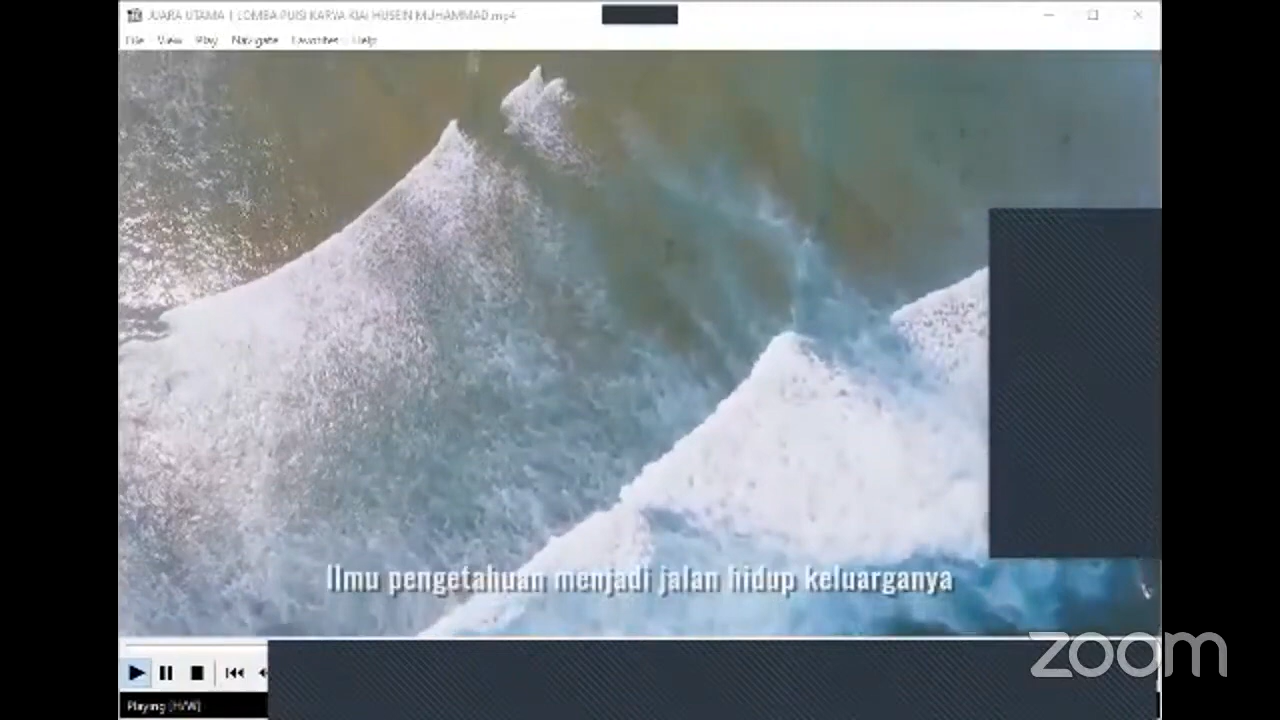 JUARA UTAMA | LOMBA PUISI KARYA KIAI HUSEIN MUHAMMAD.mp4
File View Play Navigate Favorites Help
Ilmu pengetahuan menjadi jalan hidup keluarganya
zoom
Playing [H/W]